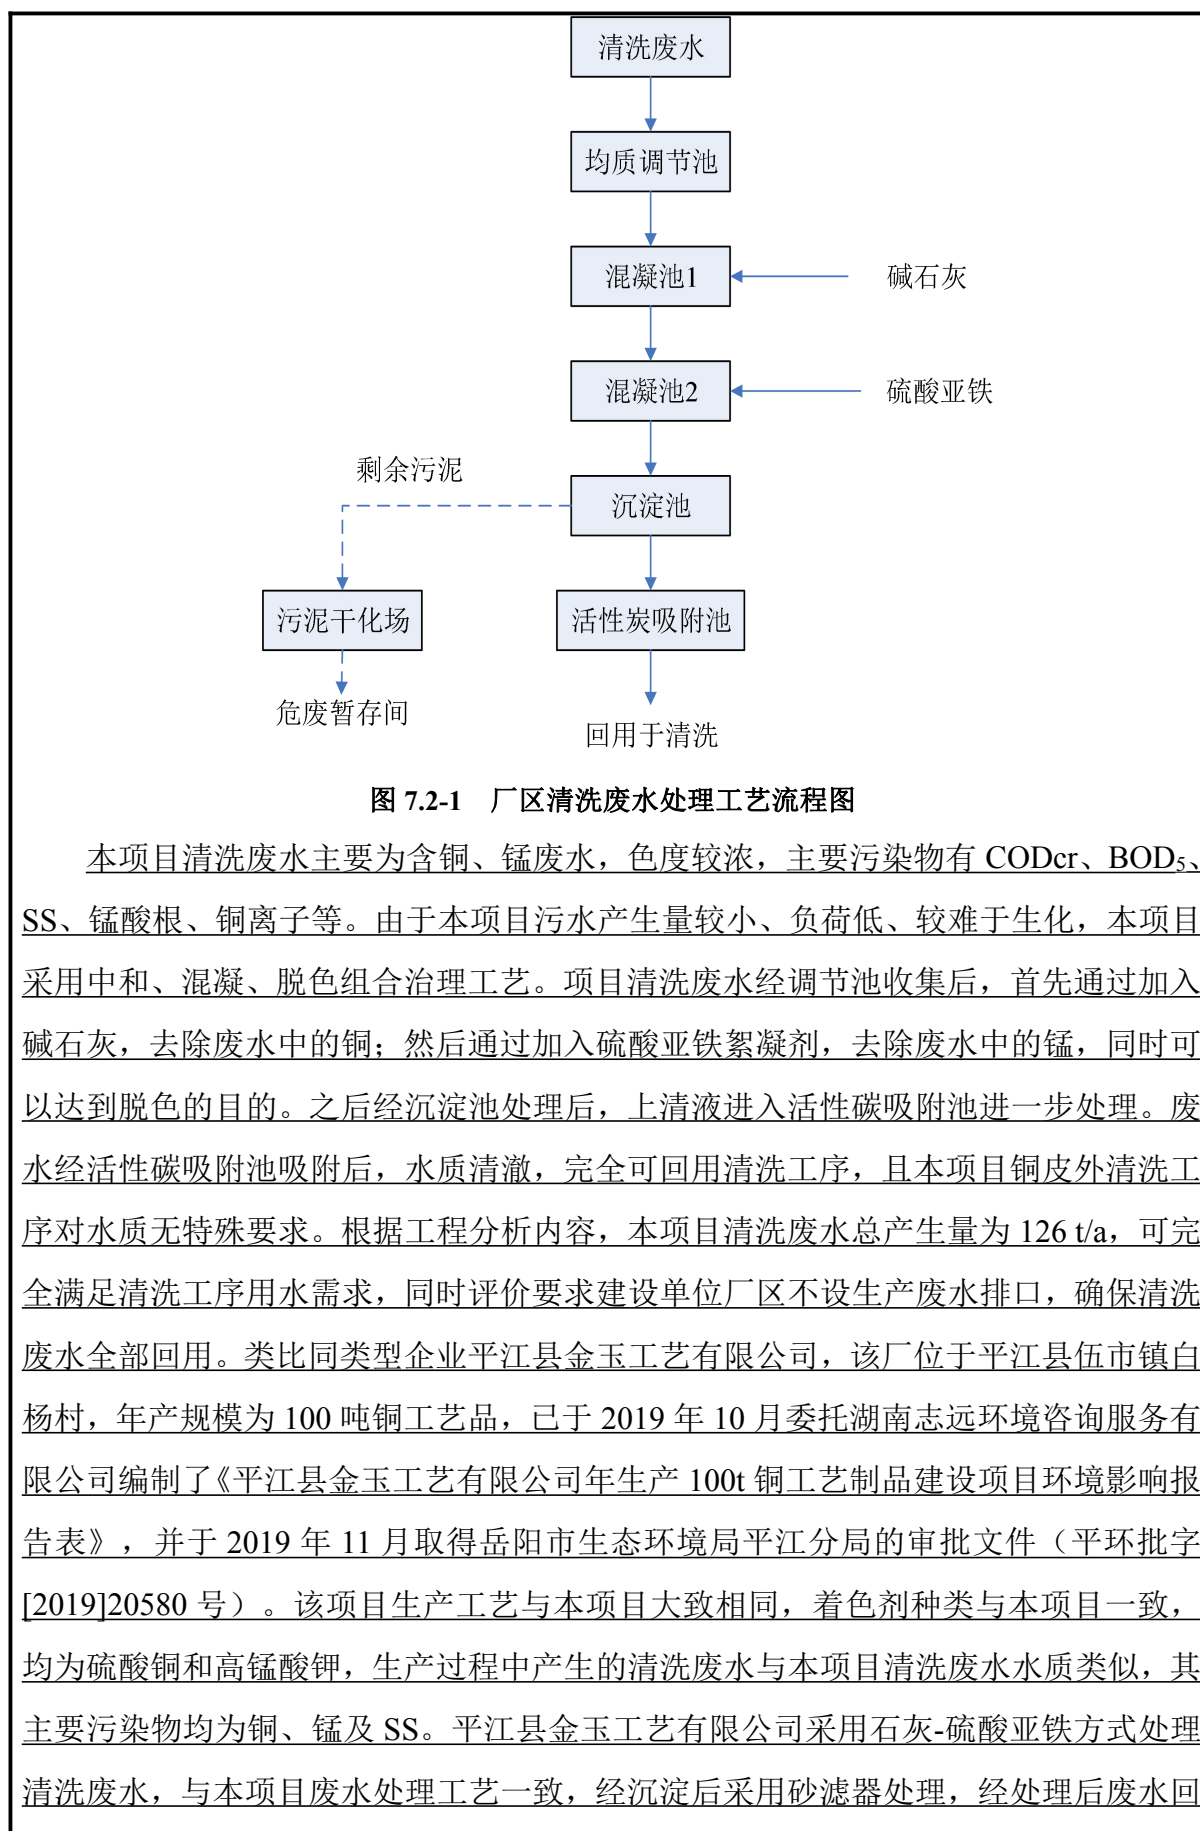 清洗废水
均质调节池
混凝池1
碱石灰
混凝池2
硫酸亚铁
剩余污泥
沉淀池
污泥干化场
活性炭吸附池
危废暂存间
回用于清洗
图 7.2-1 厂区清洗废水处理工艺流程图
本项目清洗废水主要为含铜、锰废水，色度较浓，主要污染物有 CODcr、BOD₅、
SS、锰酸根、铜离子等。由于本项目污水产生量较小、负荷低、较难于生化，本项目
采用中和、混凝、脱色组合治理工艺。项目清洗废水经调节池收集后，首先通过加入
碱石灰，去除废水中的铜；然后通过加入硫酸亚铁絮凝剂，去除废水中的锰，同时可
以达到脱色的目的。之后经沉淀池处理后，上清液进入活性碳吸附池进一步处理。废
水经活性碳吸附池吸附后，水质清澈，完全可回用清洗工序，且本项目铜皮外清洗工
序对水质无特殊要求。根据工程分析内容，本项目清洗废水总产生量为 126 t/a，可完
全满足清洗工序用水需求，同时评价要求建设单位厂区不设生产废水排口，确保清洗
废水全部回用。类比同类型企业平江县金玉工艺有限公司，该厂位于平江县伍市镇白
杨村，年产规模为 100 吨铜工艺品，已于 2019 年 10 月委托湖南志远环境咨询服务有
限公司编制了《平江县金玉工艺有限公司年生产 100t 铜工艺制品建设项目环境影响报
告表》，并于 2019 年 11 月取得岳阳市生态环境局平江分局的审批文件（平环批字
[2019]20580 号）。该项目生产工艺与本项目大致相同，着色剂种类与本项目一致，
均为硫酸铜和高锰酸钾，生产过程中产生的清洗废水与本项目清洗废水水质类似，其
主要污染物均为铜、锰及 SS。平江县金玉工艺有限公司采用石灰-硫酸亚铁方式处理
清洗废水，与本项目废水处理工艺一致，经沉淀后采用砂滤器处理，经处理后废水回